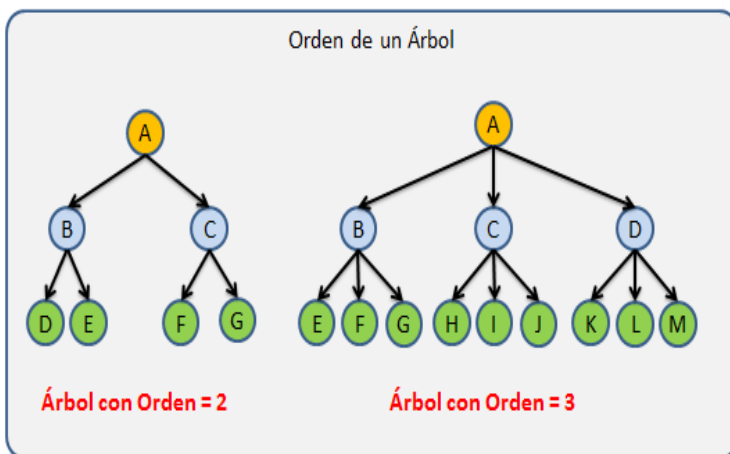 Orden de un Árbol
A
A
B
C
B
C
D
D
E
F
G
E
F
G
H
I
J
K
L
M
Árbol con Orden = 2
Árbol con Orden = 3